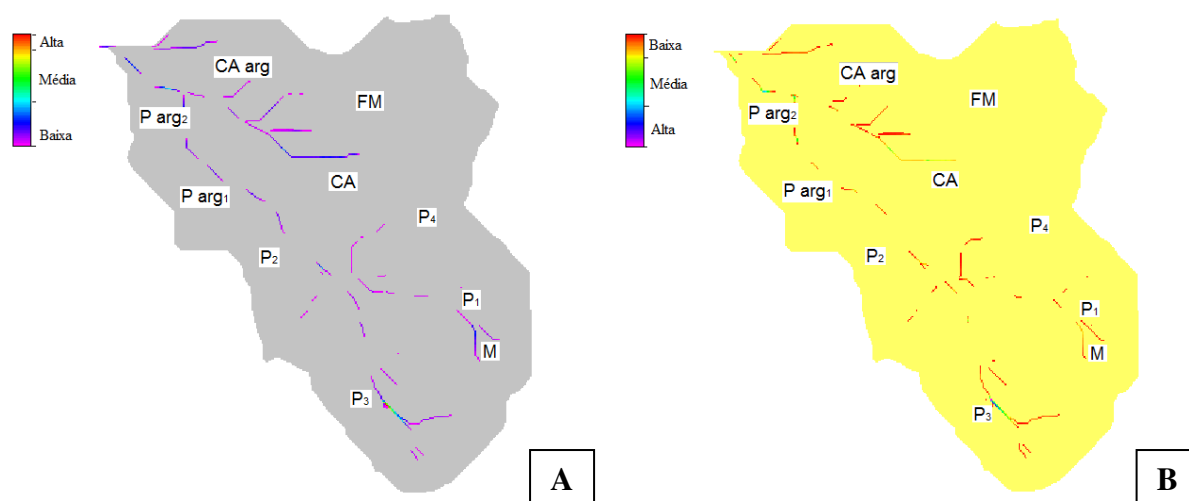 Alta
Média
Baixa
CA arg
FM
P arg2
P arg1
CA
P4
P2
P1
M
P3
A
Baixa
Média
Alta
CA arg
FM
P arg2
P arg1
CA
P4
P2
P1
M
P3
B